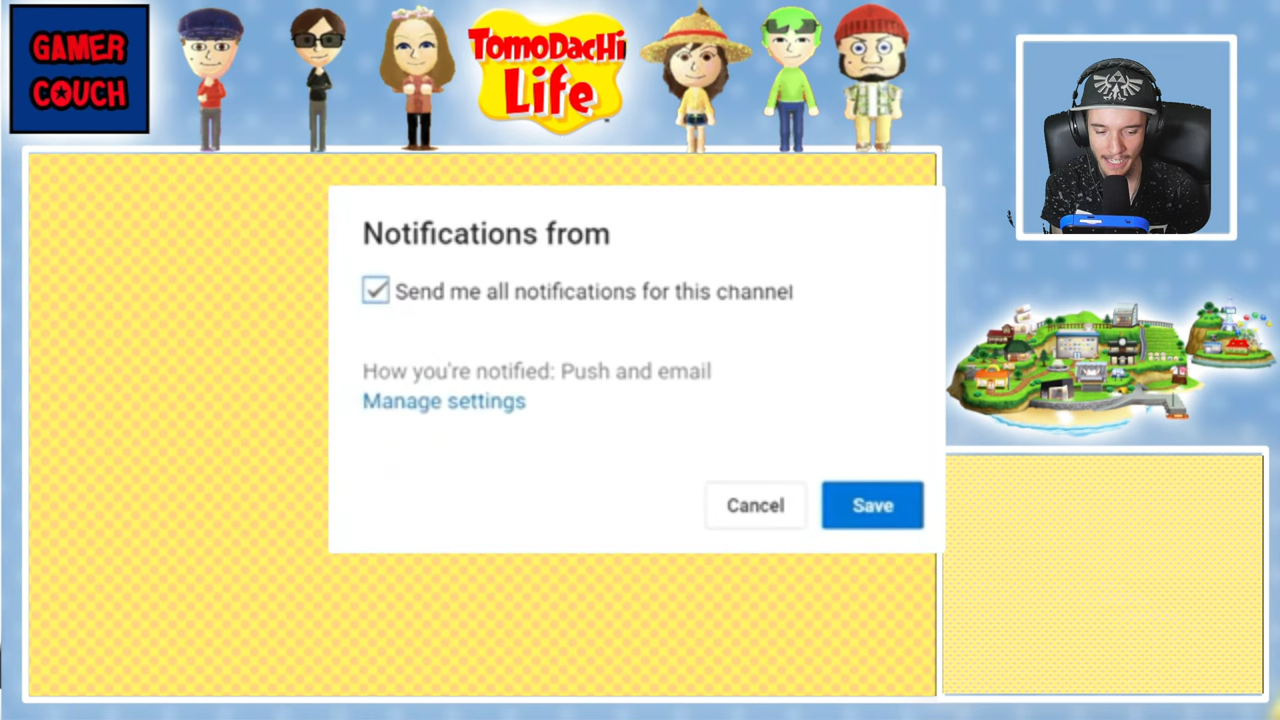 GAMER
COUCH
TOMODACHI
LIFE
Notifications from
Send me all notifications for this channel
How you're notified: Push and email
Manage settings
Cancel
Save